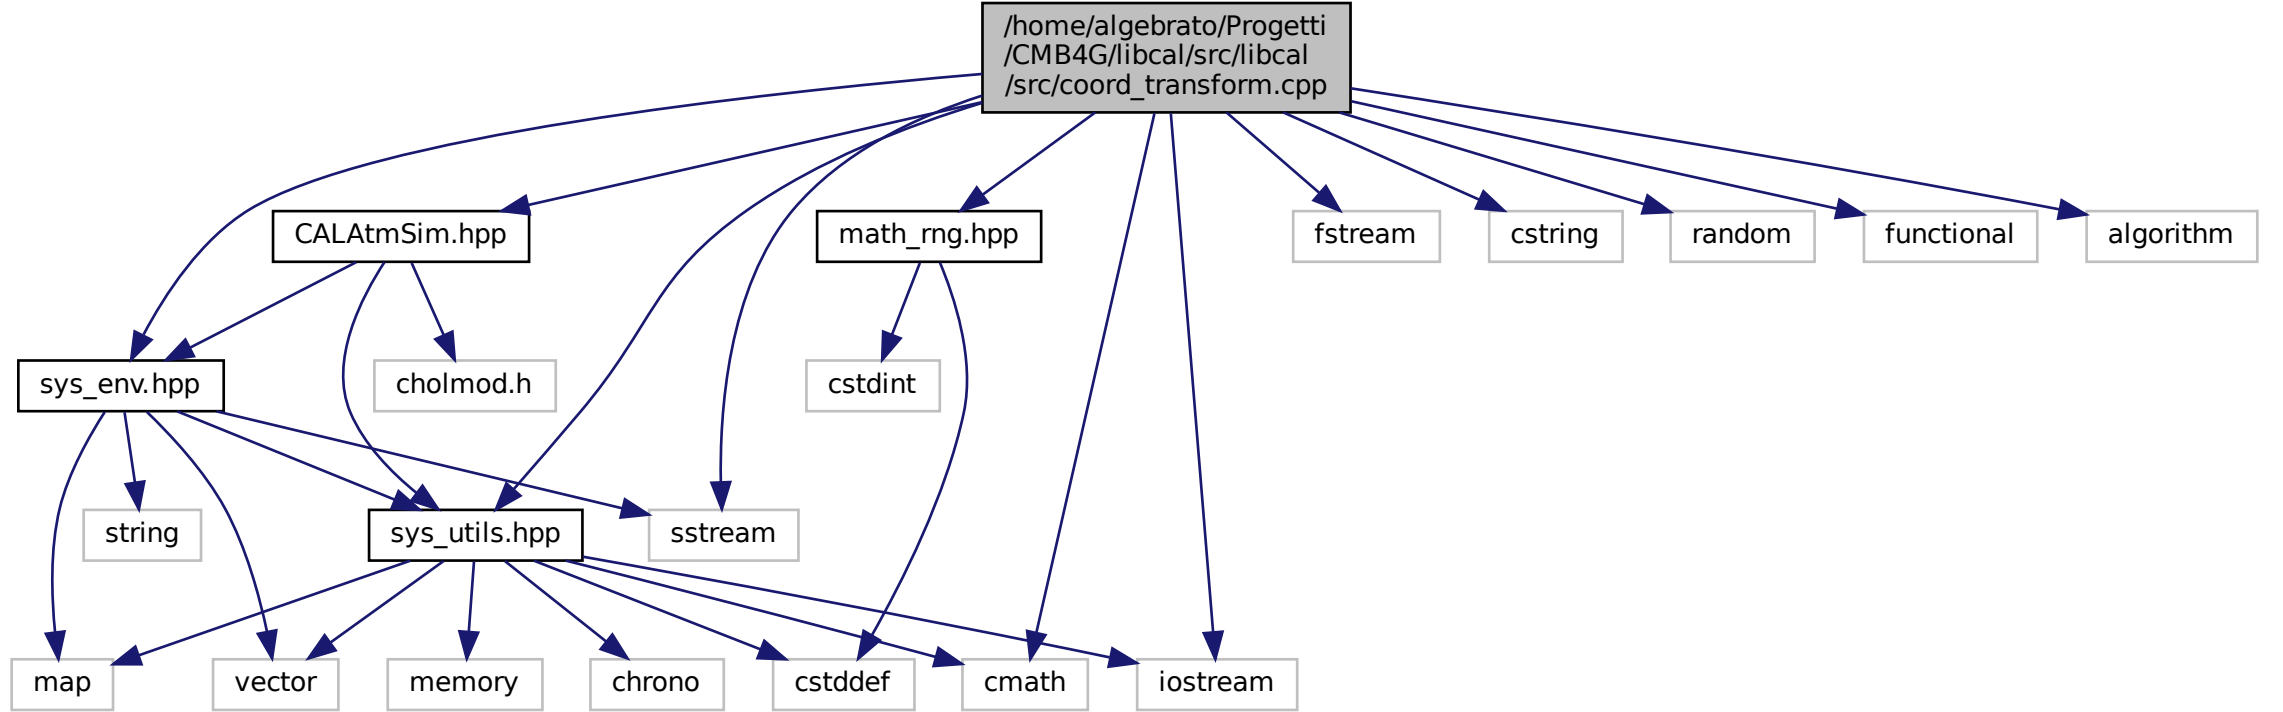 /home/algebrato/Progetti
/CMB4G/libcal/src/libcal
/src/coord_transform.cpp
CALAtmSim.hpp
math_rng.hpp
fstream
cstring
random
functional
algorithm
sys_env.hpp
cholmod.h
cstdint
string
sys_utils.hpp
sstream
map
vector
memory
chrono
cstddef
cmath
iostream